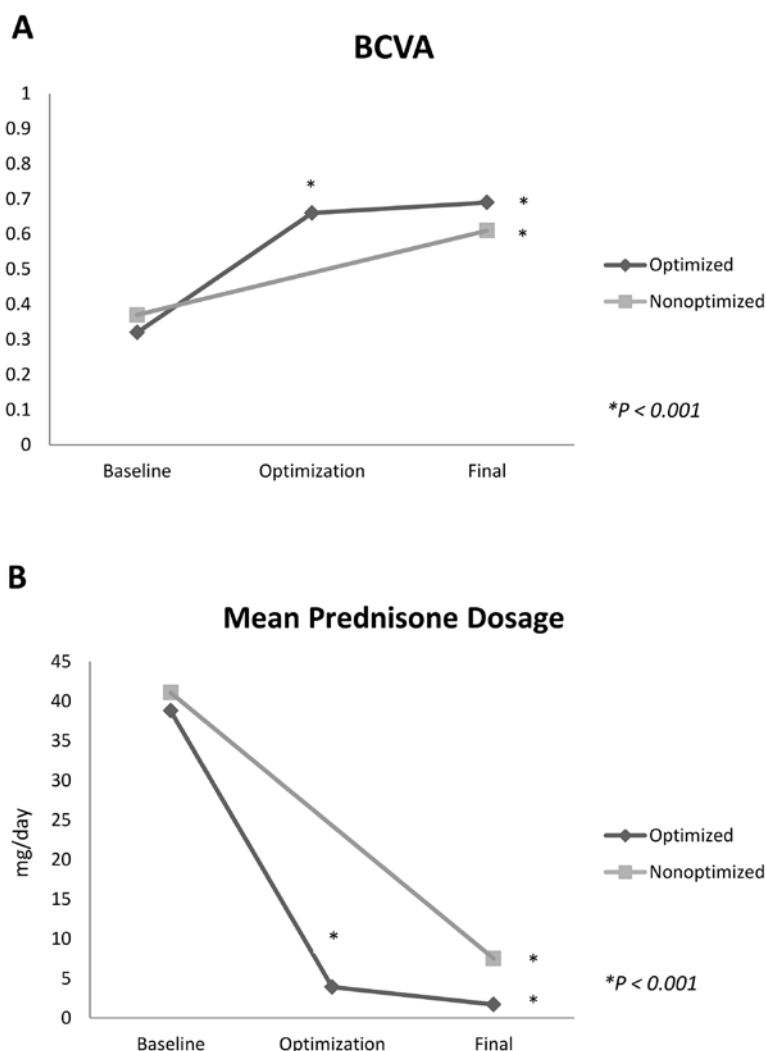 A
BCVA
1
0.9
0.8
0.7
0.6
0.5
0.4
0.3
0.2
0.1
0
*
*
*
Baseline
Optimization
Final
Optimized
Nonoptimized
*P < 0.001
B
Mean Prednisone Dosage
mg/day
45
40
35
30
25
20
15
10
5
0
*
*
*
Baseline
Optimization
Final
Optimized
Nonoptimized
*P < 0.001